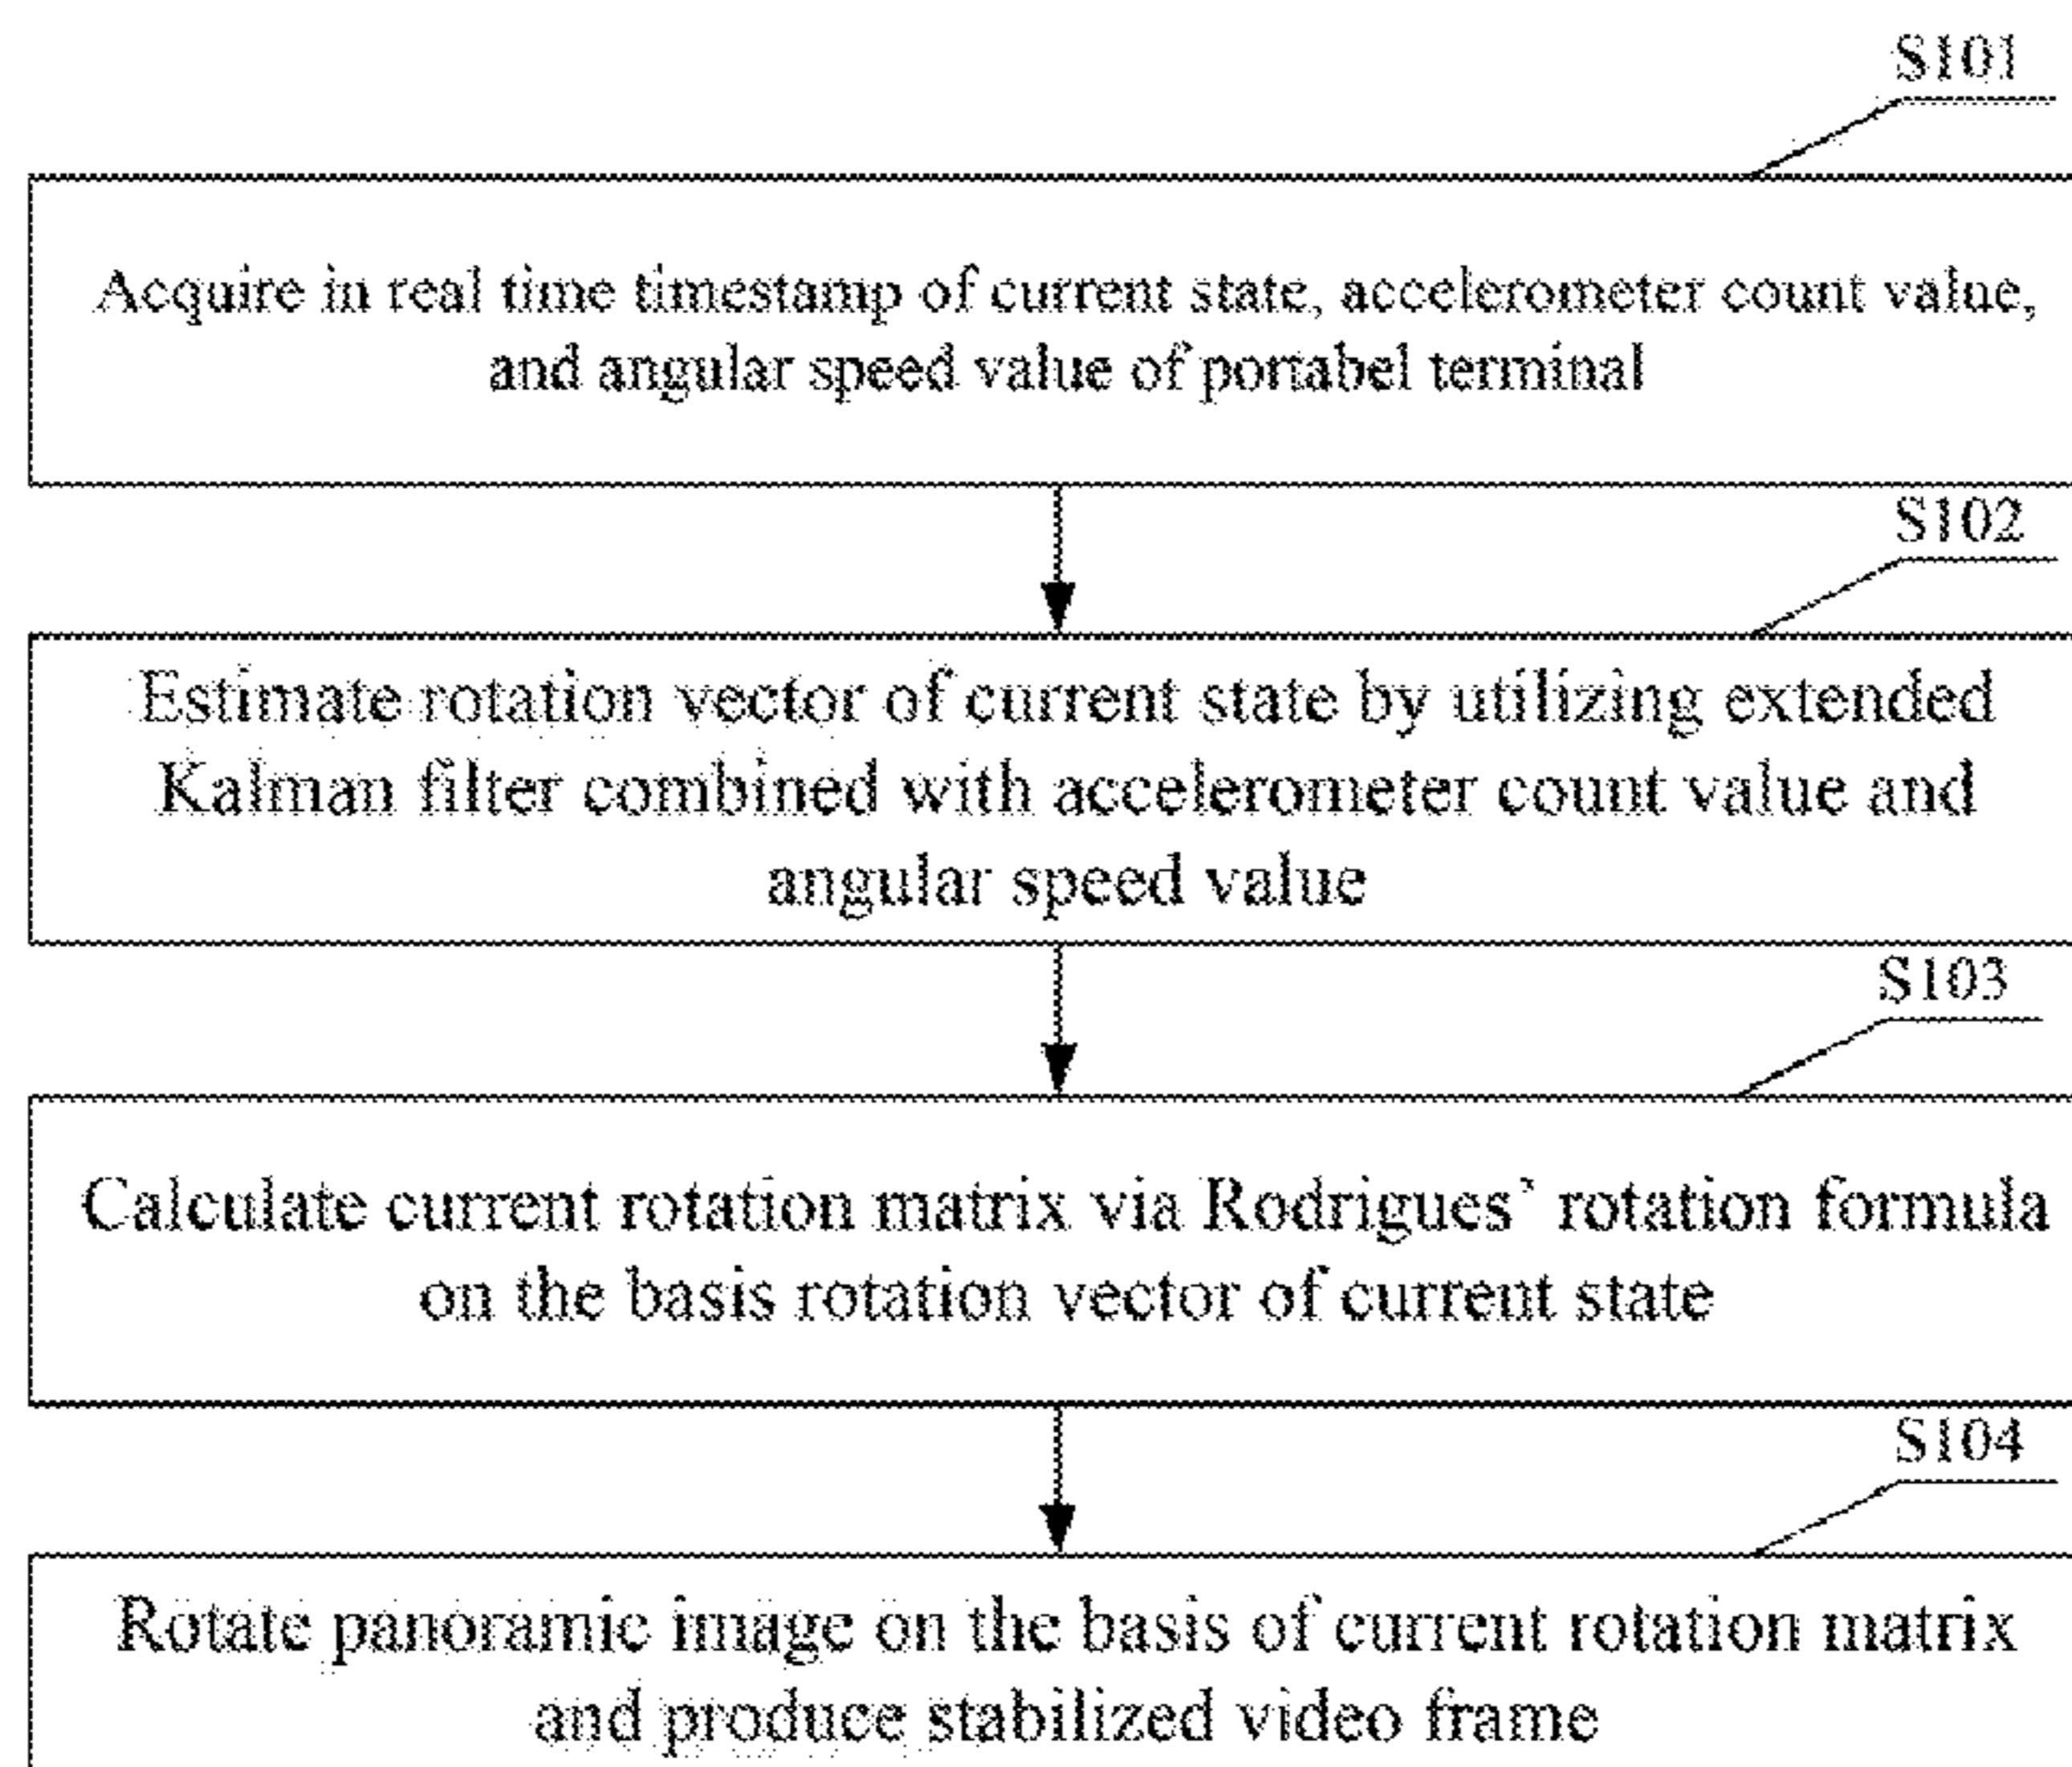 S101
Acquire in real time timestamp of current state, accelerometer count value,
and angular speed value of portabel terminal
S102
Estimate rotation vector of current state by utilizing extended
Kalman filter combined with accelerometer count value and
angular speed value
S103
Calculate current rotation matrix via Rodrigues’ rotation formula
on the basis rotation vector of current state
S104
Rotate panoramic image on the basis of current rotation matrix
and produce stabilized video frame